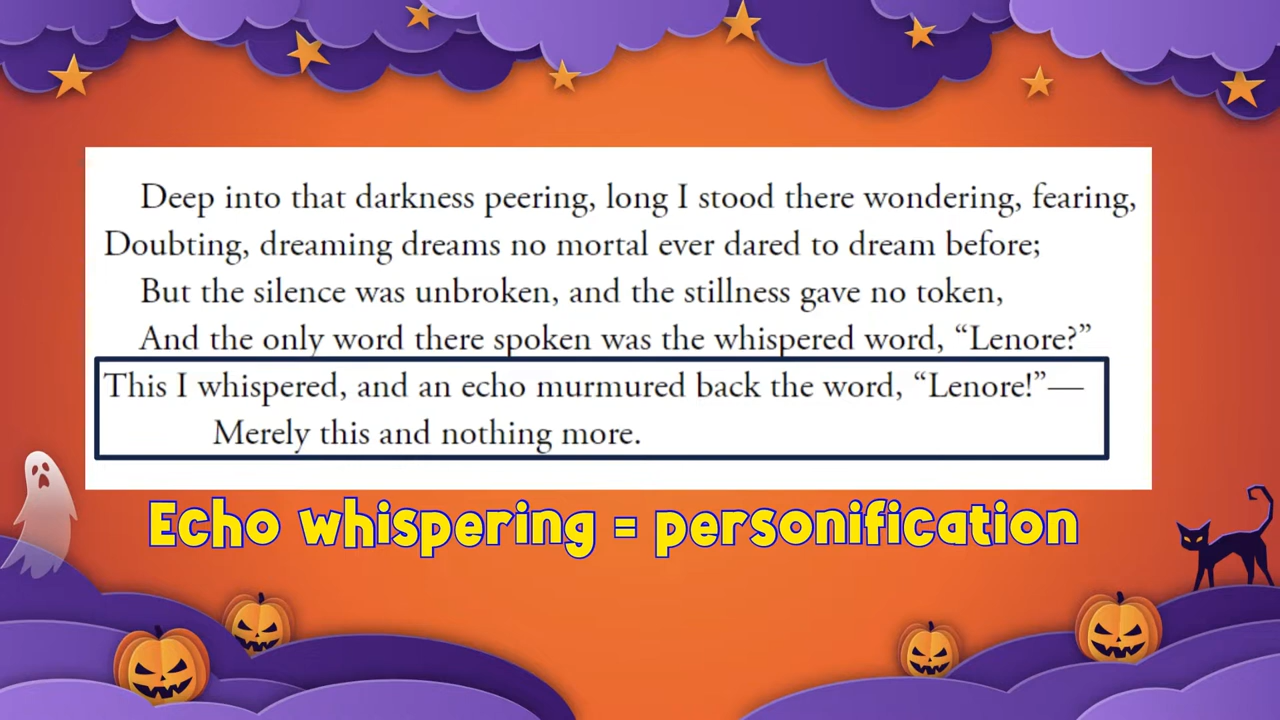 Deep into that darkness peering, long I stood there wondering, fearing,
Doubting, dreaming dreams no mortal ever dared to dream before;
But the silence was unbroken, and the stillness gave no token,
And the only word there spoken was the whispered word, “Lenore?”
This I whispered, and an echo murmured back the word, “Lenore!”—
Merely this and nothing more.
Echo whispering = personification